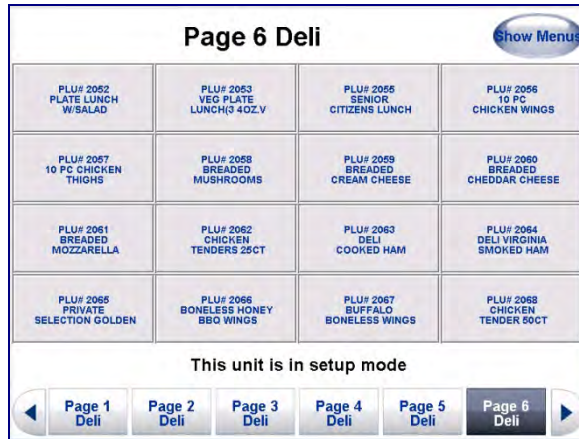 Page 6 Deli
Show Menus
PLU# 2052
PLATE LUNCH
W/SALAD
PLU# 2053
VEG PLATE
LUNCH(3 4OZ.V
PLU# 2055
SENIOR
CITIZENS LUNCH
PLU# 2056
10 PC
CHICKEN WINGS
PLU# 2057
10 PC CHICKEN
THIGHS
PLU# 2058
BREADED
MUSHROOMS
PLU# 2059
BREADED
CREAM CHEESE
PLU# 2060
BREADED
CHEDDAR CHEESE
PLU# 2061
BREADED
MOZZARELLA
PLU# 2062
CHICKEN
TENDERS 25CT
PLU# 2063
DELI
COOKED HAM
PLU# 2064
DELI VIRGINIA
SMOKED HAM
PLU# 2065
PRIVATE
SELECTION GOLDEN
PLU# 2066
BONELESS HONEY
BBQ WINGS
PLU# 2067
BUFFALO
BONELESS WINGS
PLU# 2068
CHICKEN
TENDER 50CT
This unit is in setup mode
Page 1
Deli
Page 2
Deli
Page 3
Deli
Page 4
Deli
Page 5
Deli
Page 6
Deli